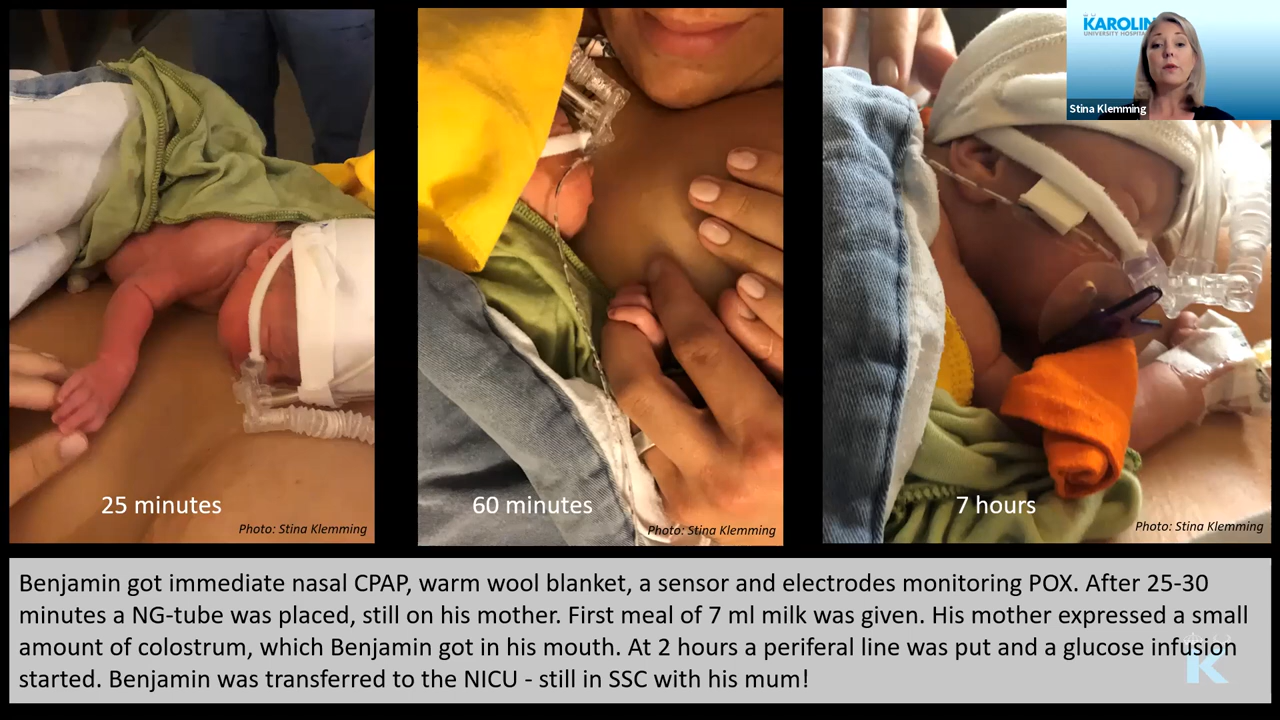 KAROLIN
UNIVERSITY HOSPITA
Stina Klemming
25 minutes
Photo: Stina Klemming
60 minutes
Photo: Stina Klemming
7 hours
Photo: Stina Klemming
Benjamin got immediate nasal CPAP, warm wool blanket, a sensor and electrodes monitoring POX. After 25-30
minutes a NG-tube was placed, still on his mother. First meal of 7 ml milk was given. His mother expressed a small
amount of colostrum, which Benjamin got in his mouth. At 2 hours a periferal line was put and a glucose infusion
started. Benjamin was transferred to the NICU - still in SSC with his mum!
K